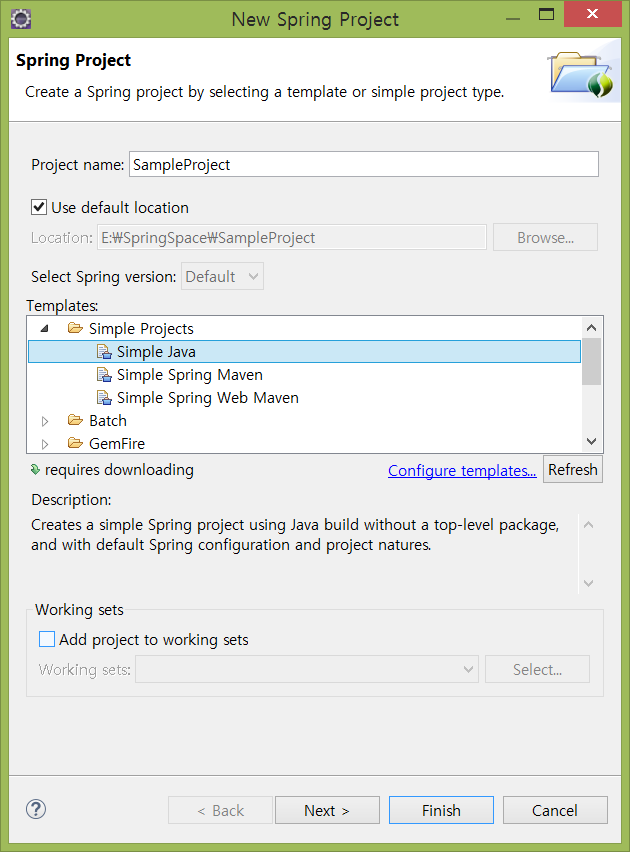 New Spring Project
Spring Project
Create a Spring project by selecting a template or simple project type.
Project name: SampleProject
Use default location
Location: E:₩SpringSpace₩SampleProject Browse...
Select Spring version: Default
Templates:
Simple Projects
Simple Java
Simple Spring Maven
Simple Spring Web Maven
Batch
GemFire
requires downloading Configure templates... Refresh
Description:
Creates a simple Spring project using Java build without a top-level package,
and with default Spring configuration and project natures.
Working sets
Add project to working sets
Working sets: Select...
? < Back Next > Finish Cancel